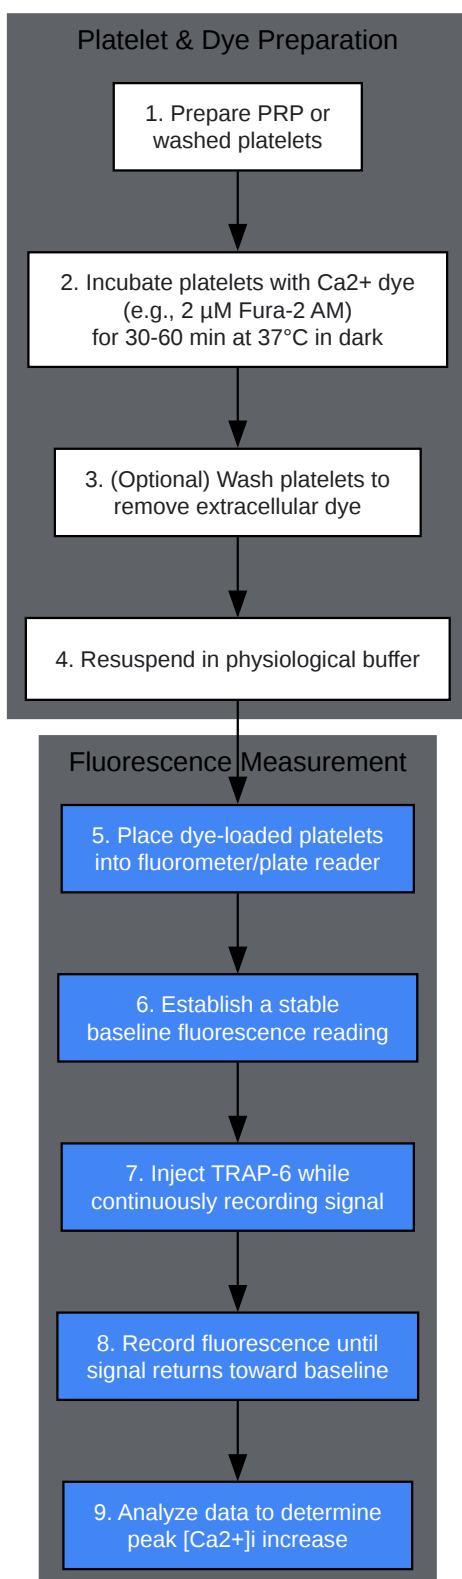 Platelet & Dye Preparation
1. Prepare PRP or
washed platelets
2. Incubate platelets with Ca2+ dye
(e.g., 2 µM Fura-2 AM)
for 30-60 min at 37°C in dark
3. (Optional) Wash platelets to
remove extracellular dye
4. Resuspend in physiological buffer
Fluorescence Measurement
5. Place dye-loaded platelets
into fluorometer/plate reader
6. Establish a stable
baseline fluorescence reading
7. Inject TRAP-6 while
continuously recording signal
8. Record fluorescence until
signal returns toward baseline
9. Analyze data to determine
peak [Ca2+]i increase